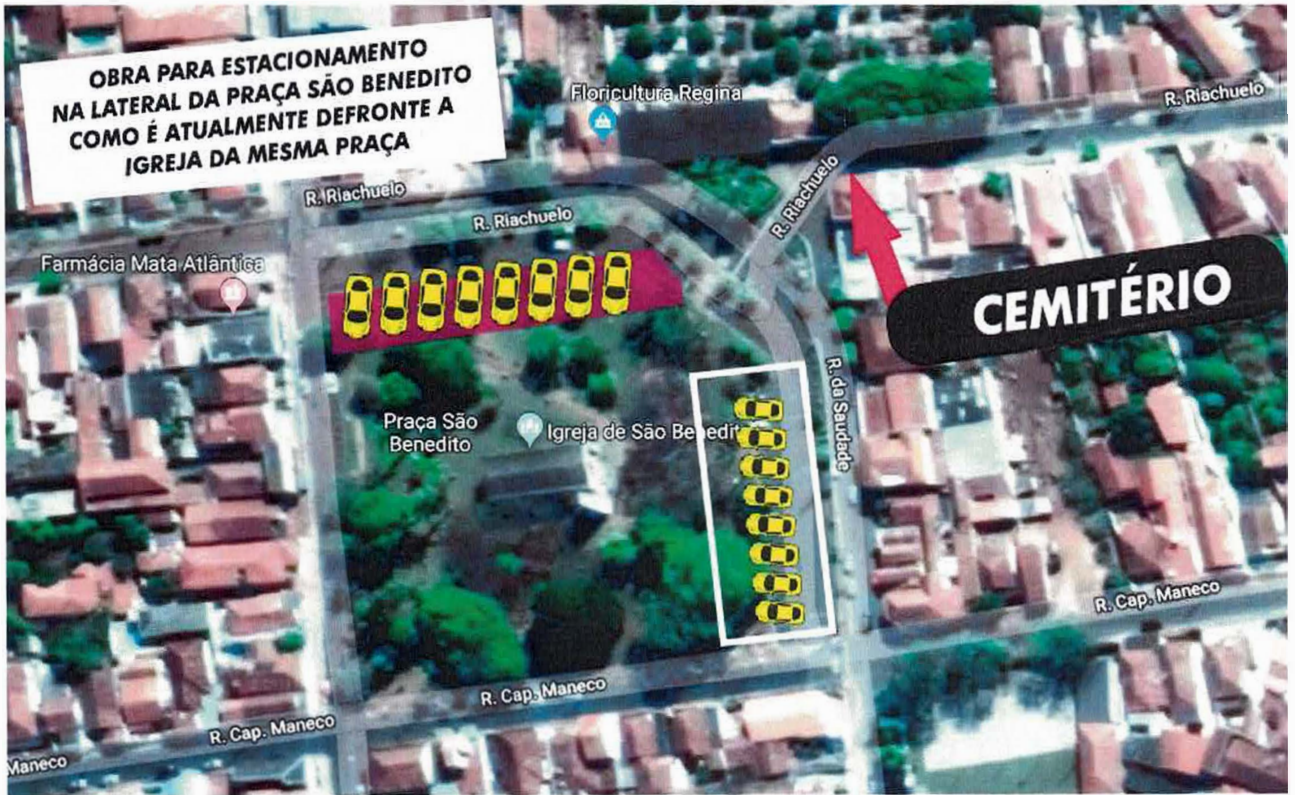 OBRA PARA ESTACIONAMENTO
NA LATERAL DA PRAÇA SÃO BENEDITO
COMO É ATUALMENTE DEFRONTE A
IGREJA DA MESMA PRAÇA
Floricultura Regina
R. Riachuelo
R. Riachuelo
R. Riachuelo
R. Riachuelo
Farmácia Mata Atlântica
CEMITÉRIO
R. da Saudade
Praça São
Benedito
Igreja de São Benedit
R. Cap. Maneco
R. Cap. Maneco
R. Cap. Maneco
Maneco